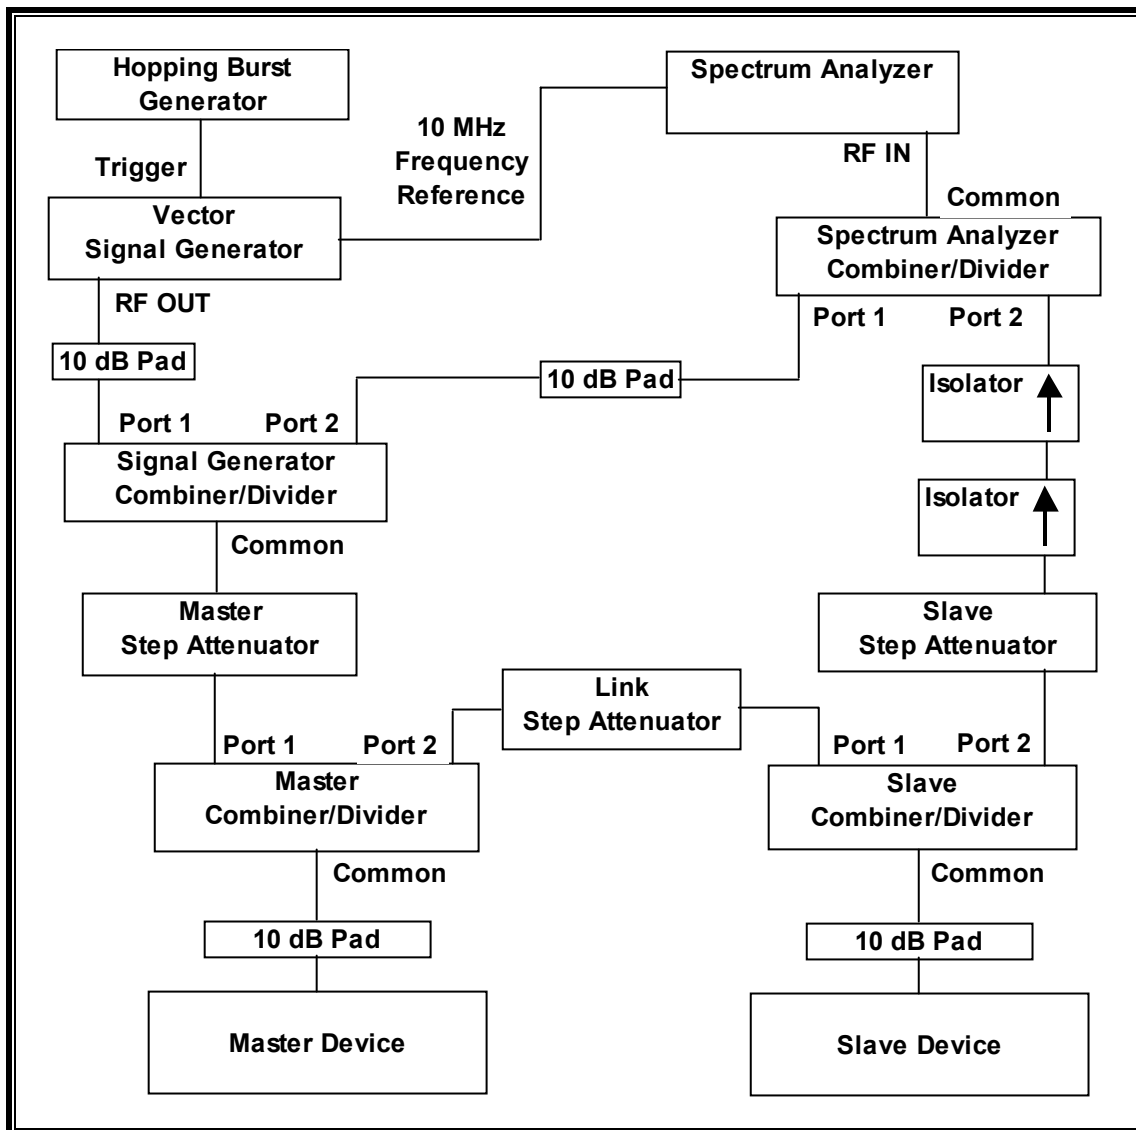 Hopping Burst
Generator
Spectrum Analyzer
10 MHz
Frequency
Reference
RF IN
Trigger
Common
Vector
Signal Generator
Spectrum Analyzer
Combiner/Divider
RF OUT
Port 1
Port 2
10 dB Pad
10 dB Pad
Isolator
Port 1
Port 2
Signal Generator
Combiner/Divider
Isolator
Common
Master
Step Attenuator
Slave
Step Attenuator
Link
Step Attenuator
Port 1
Port 2
Port 1
Port 2
Master
Combiner/Divider
Slave
Combiner/Divider
Common
Common
10 dB Pad
10 dB Pad
Master Device
Slave Device